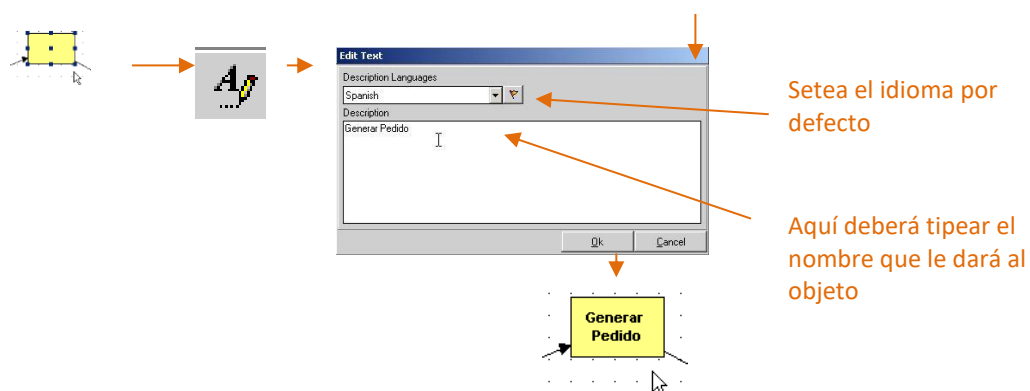 Edit Text
Description Languages
Spanish
Description
Generar Pedido
Ok
Cancel
Setea el idioma por
defecto
Aquí deberá tipear el
nombre que le dará al
objeto
Generar
Pedido